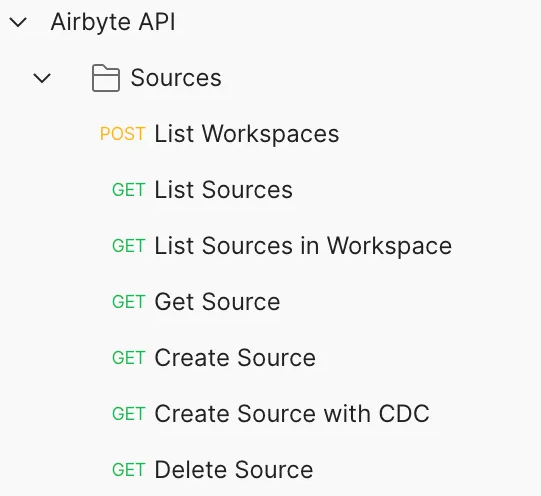 Airbyte API
Sources
POST List Workspaces
GET List Sources
GET List Sources in Workspace
GET Get Source
GET Create Source
GET Create Source with CDC
GET Delete Source